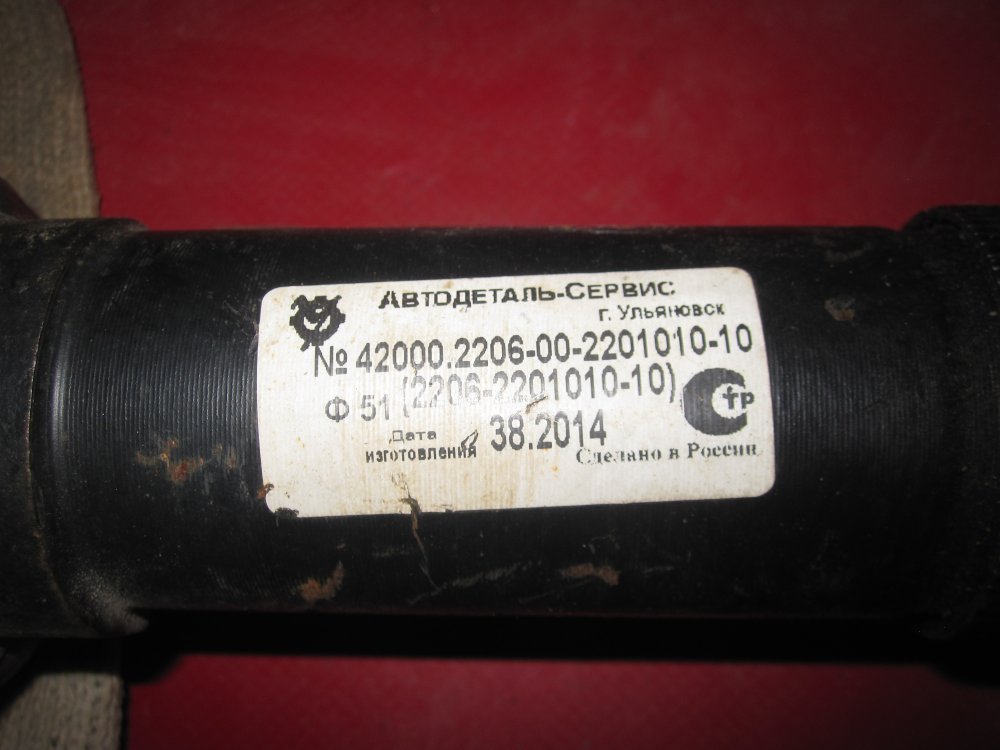 АВТОДЕТАЛЬ-СЕРВИС
г. Ульяновск
№ 42000.2206-00-2201010-10
Ф 51 (2206-2201010-10)
Дата изготовления 38.2014
тр
Сделано в России